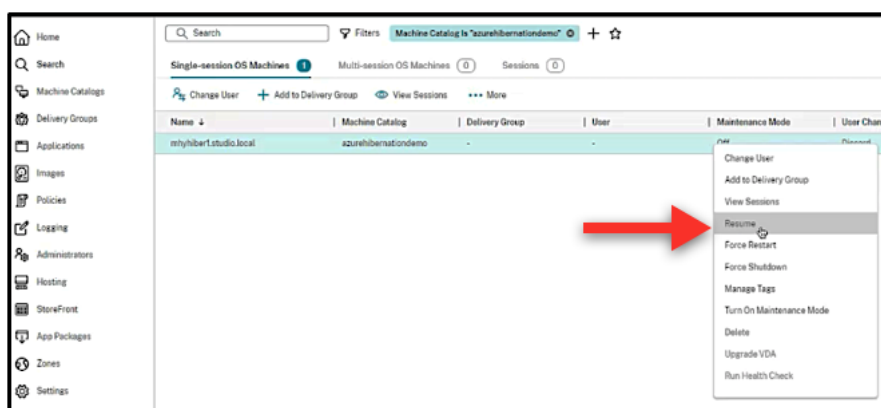 Home
Search
Machine Catalogs
Delivery Groups
Applications
Images
Policies
Logging
Administrators
Hosting
StoreFront
App Packages
Zones
Settings
Search
Filters
Machine Catalog Is "azurehibernationdemo"
Single-session OS Machines 1
Multi-session OS Machines 0
Sessions 0
Change User
Add to Delivery Group
View Sessions
More
Name ↓ | Machine Catalog | Delivery Group | User | Maintenance Mode | User Chan
mhyhiber1.studio.local azurehibernationdemo - - Off Discard
Change User
Add to Delivery Group
View Sessions
Resume
Force Restart
Force Shutdown
Manage Tags
Turn On Maintenance Mode
Delete
Upgrade VDA
Run Health Check